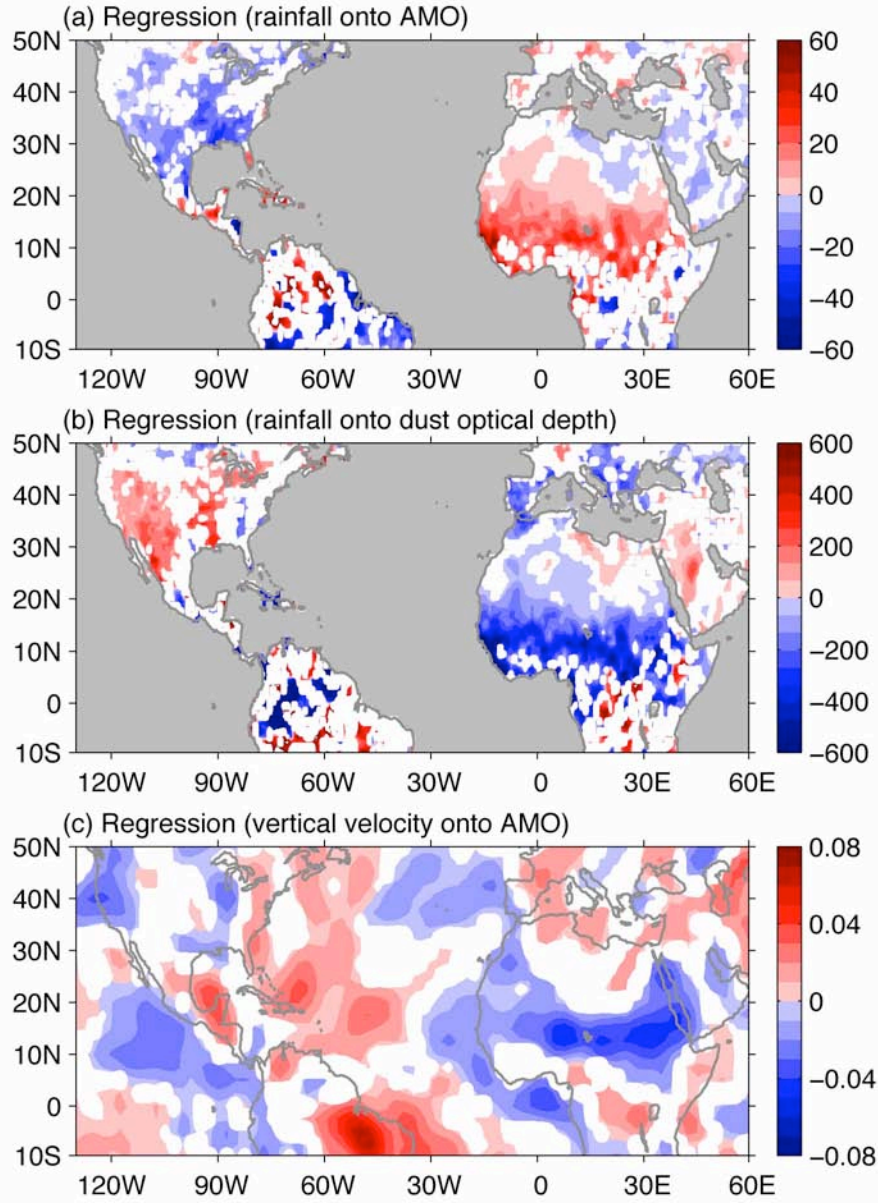 (a) Regression (rainfall onto AMO)
50N
40N
30N
20N
10N
0
10S
120W 90W 60W 30W 0 30E 60E
60
40
20
0
−20
−40
−60
(b) Regression (rainfall onto dust optical depth)
50N
40N
30N
20N
10N
0
10S
120W 90W 60W 30W 0 30E 60E
600
400
200
0
−200
−400
−600
(c) Regression (vertical velocity onto AMO)
50N
40N
30N
20N
10N
0
10S
120W 90W 60W 30W 0 30E 60E
0.08
0.04
0
−0.04
−0.08